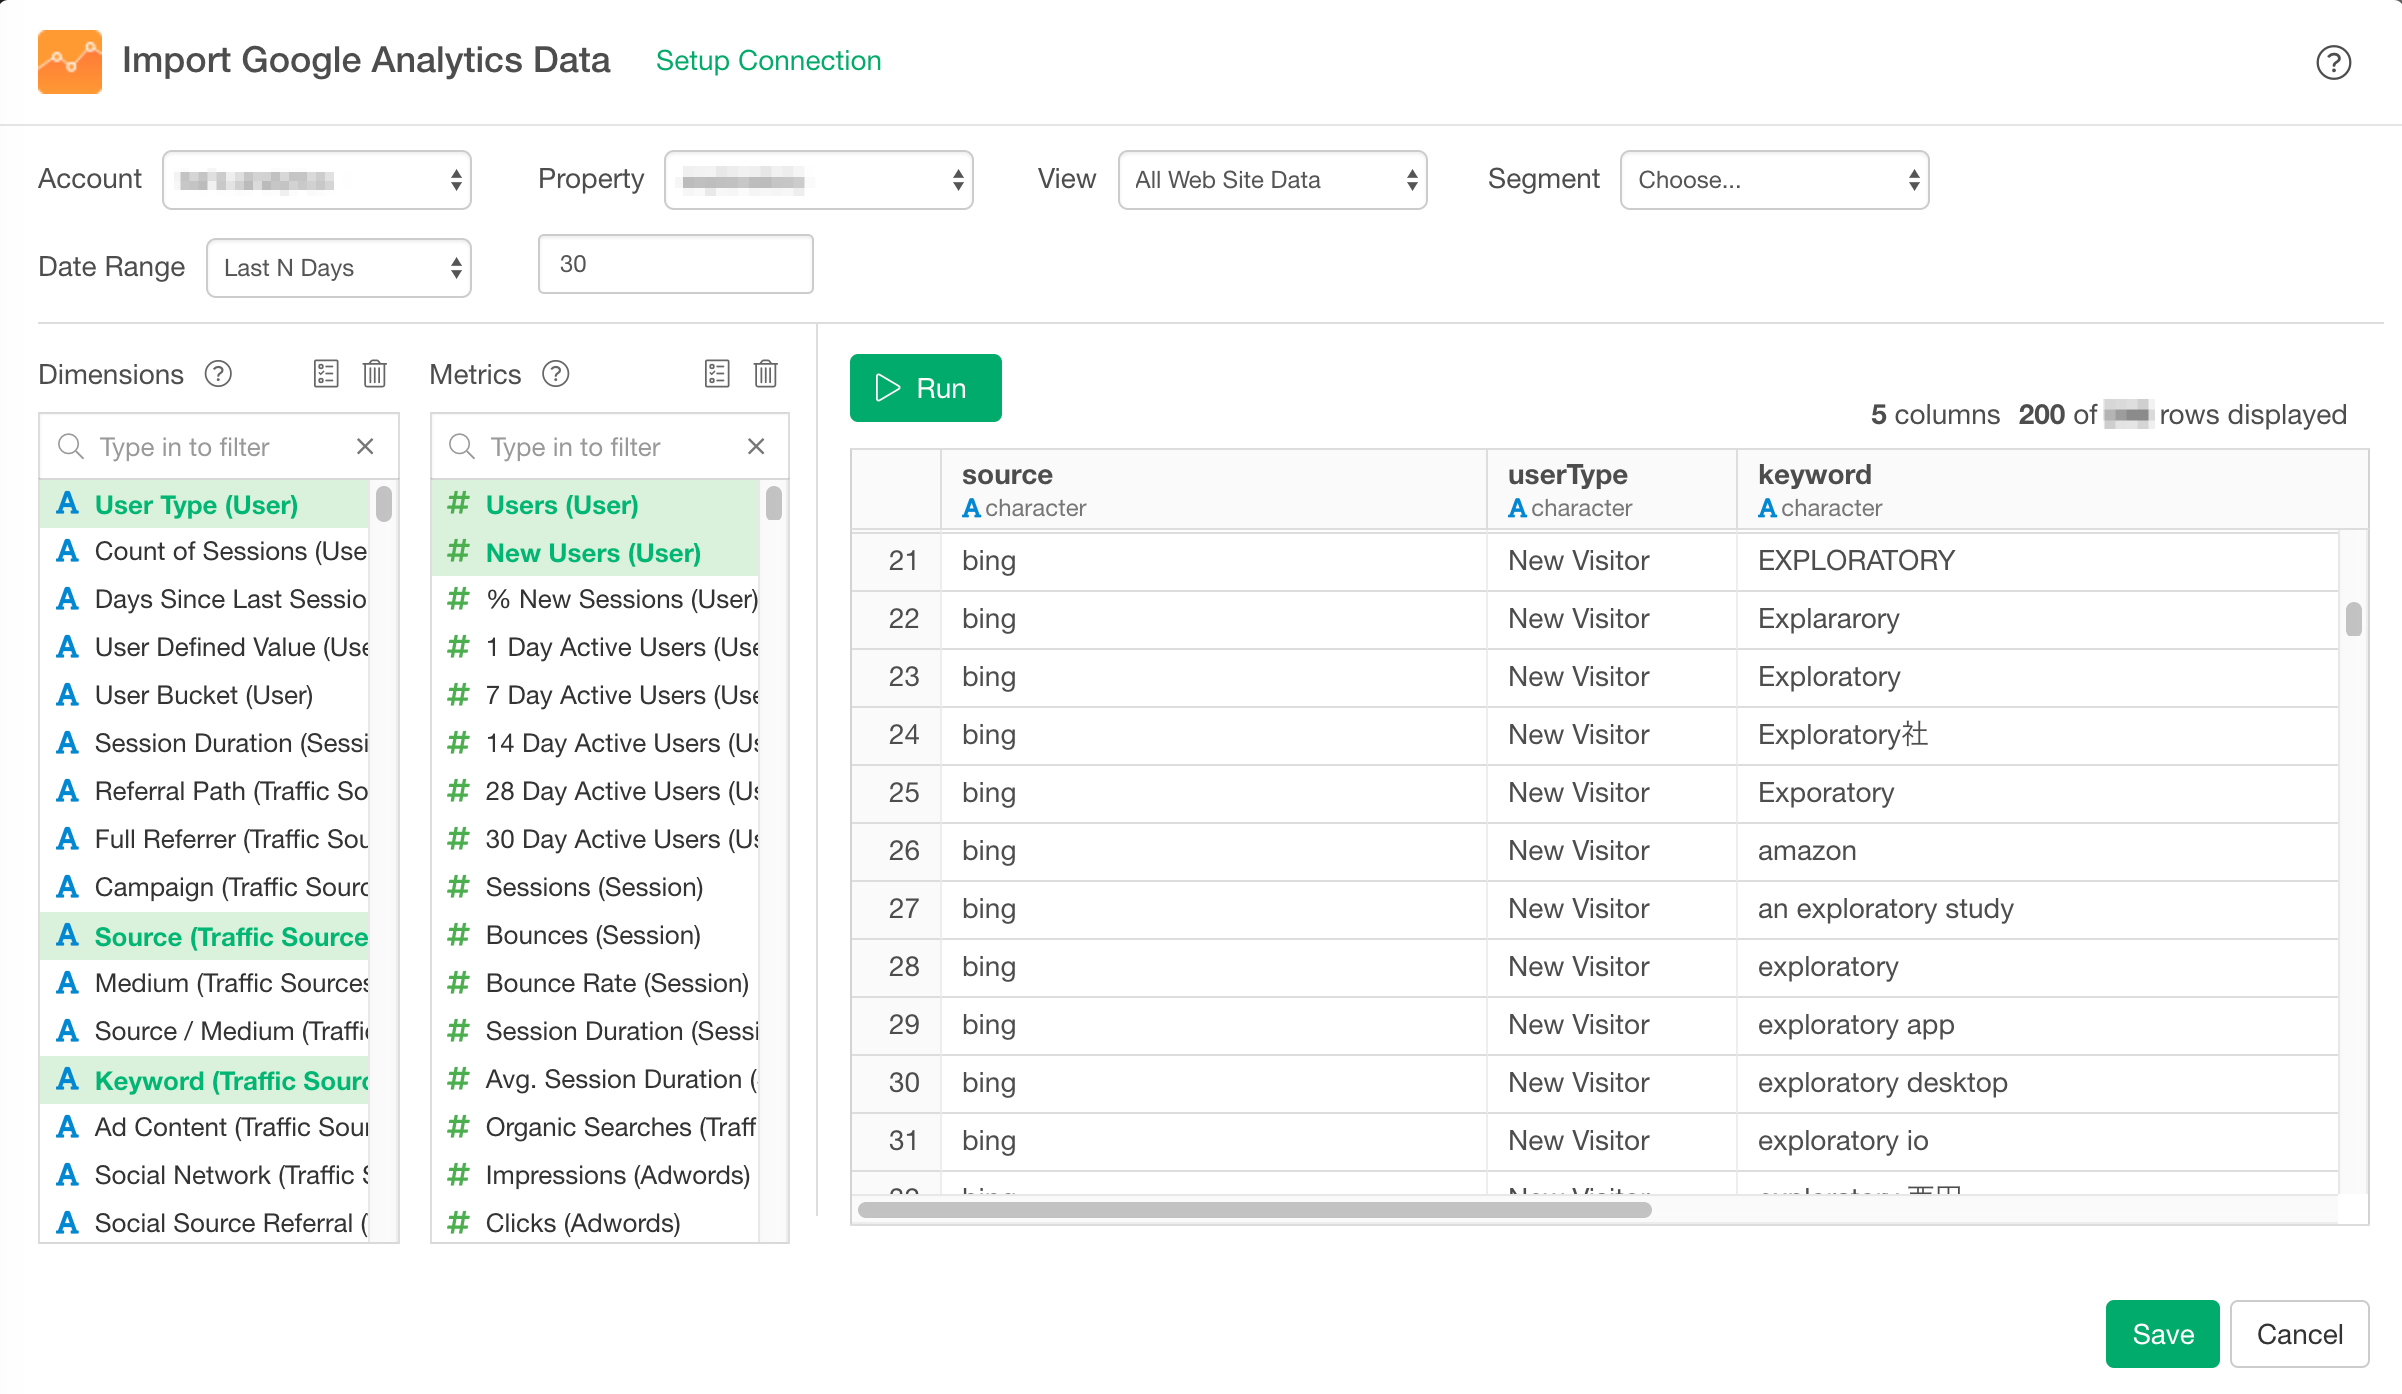 Import Google Analytics Data Setup Connection ?
Account Property View All Web Site Data Segment Choose...
Date Range Last N Days 30
Dimensions ? Metrics ?
Run
5 columns 200 of rows displayed
Type in to filter
User Type (User)
Count of Sessions (Use
Days Since Last Sessio
User Defined Value (Use
User Bucket (User)
Session Duration (Sessi
Referral Path (Traffic So
Full Referrer (Traffic Sou
Campaign (Traffic Sourc
Source (Traffic Source
Medium (Traffic Sources
Source / Medium (Traffic
Keyword (Traffic Sourc
Ad Content (Traffic Sour
Social Network (Traffic S
Social Source Referral (
Type in to filter
# Users (User)
# New Users (User)
# % New Sessions (User)
# 1 Day Active Users (Use
# 7 Day Active Users (Use
# 14 Day Active Users (Us
# 28 Day Active Users (Us
# 30 Day Active Users (Us
# Sessions (Session)
# Bounces (Session)
# Bounce Rate (Session)
# Session Duration (Sessi
# Avg. Session Duration (
# Organic Searches (Traff
# Impressions (Adwords)
# Clicks (Adwords)
source userType keyword
A character A character A character
21 bing New Visitor EXPLORATORY
22 bing New Visitor Explararory
23 bing New Visitor Exploratory
24 bing New Visitor Exploratory社
25 bing New Visitor Exporatory
26 bing New Visitor amazon
27 bing New Visitor an exploratory study
28 bing New Visitor exploratory
29 bing New Visitor exploratory app
30 bing New Visitor exploratory desktop
31 bing New Visitor exploratory io
Save Cancel